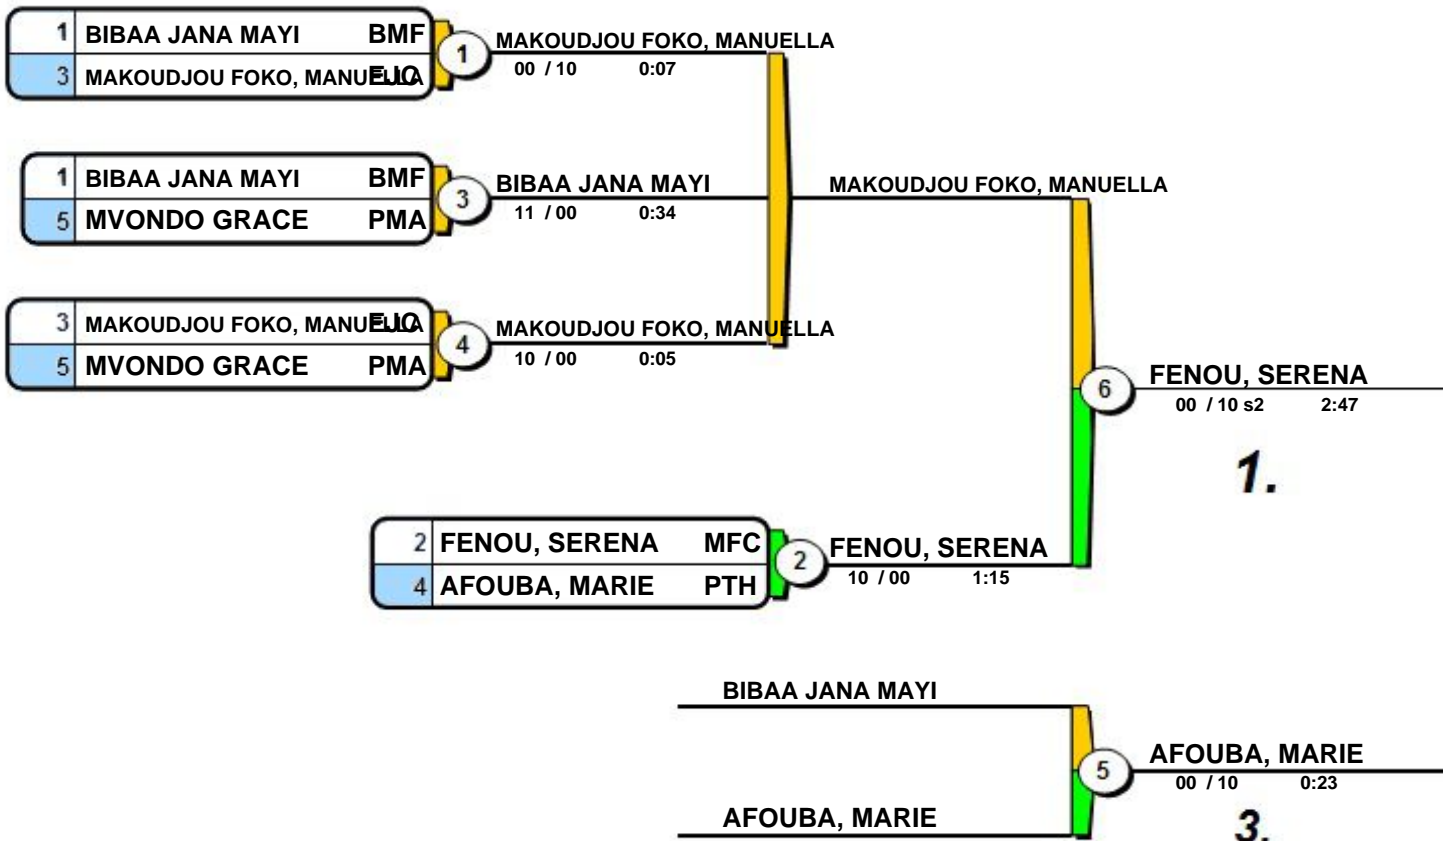 1 BIBAA JANA MAYI BMF
3 MAKOUDJOU FOKO, MANUELLA EJC
1
MAKOUDJOU FOKO, MANUELLA
00 / 10 0:07
1 BIBAA JANA MAYI BMF
5 MVONDO GRACE PMA
3
BIBAA JANA MAYI
11 / 00 0:34
MAKOUDJOU FOKO, MANUELLA
3 MAKOUDJOU FOKO, MANUELLA EJC
5 MVONDO GRACE PMA
4
MAKOUDJOU FOKO, MANUELLA
10 / 00 0:05
6
FENOU, SERENA
00 / 10 s2 2:47
1.
2 FENOU, SERENA MFC
4 AFOUBA, MARIE PTH
2
FENOU, SERENA
10 / 00 1:15
BIBAA JANA MAYI
AFOUBA, MARIE
5
AFOUBA, MARIE
00 / 10 0:23
3.